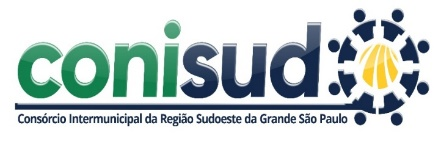 conisud
Consórcio Intermunicipal da Região Sudoeste da Grande São Paulo